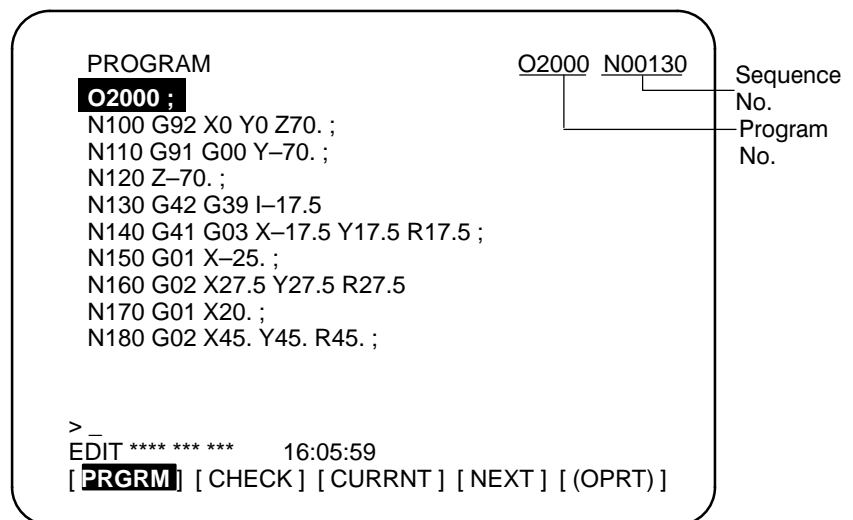 PROGRAM O2000 N00130
Sequence No.
Program No.
O2000 ;
N100 G92 X0 Y0 Z70. ;
N110 G91 G00 Y–70. ;
N120 Z–70. ;
N130 G42 G39 I–17.5
N140 G41 G03 X–17.5 Y17.5 R17.5 ;
N150 G01 X–25. ;
N160 G02 X27.5 Y27.5 R27.5
N170 G01 X20. ;
N180 G02 X45. Y45. R45. ;
> _
EDIT **** *** *** 16:05:59
[ PRGRM ] [ CHECK ] [ CURRNT ] [ NEXT ] [ (OPRT) ]